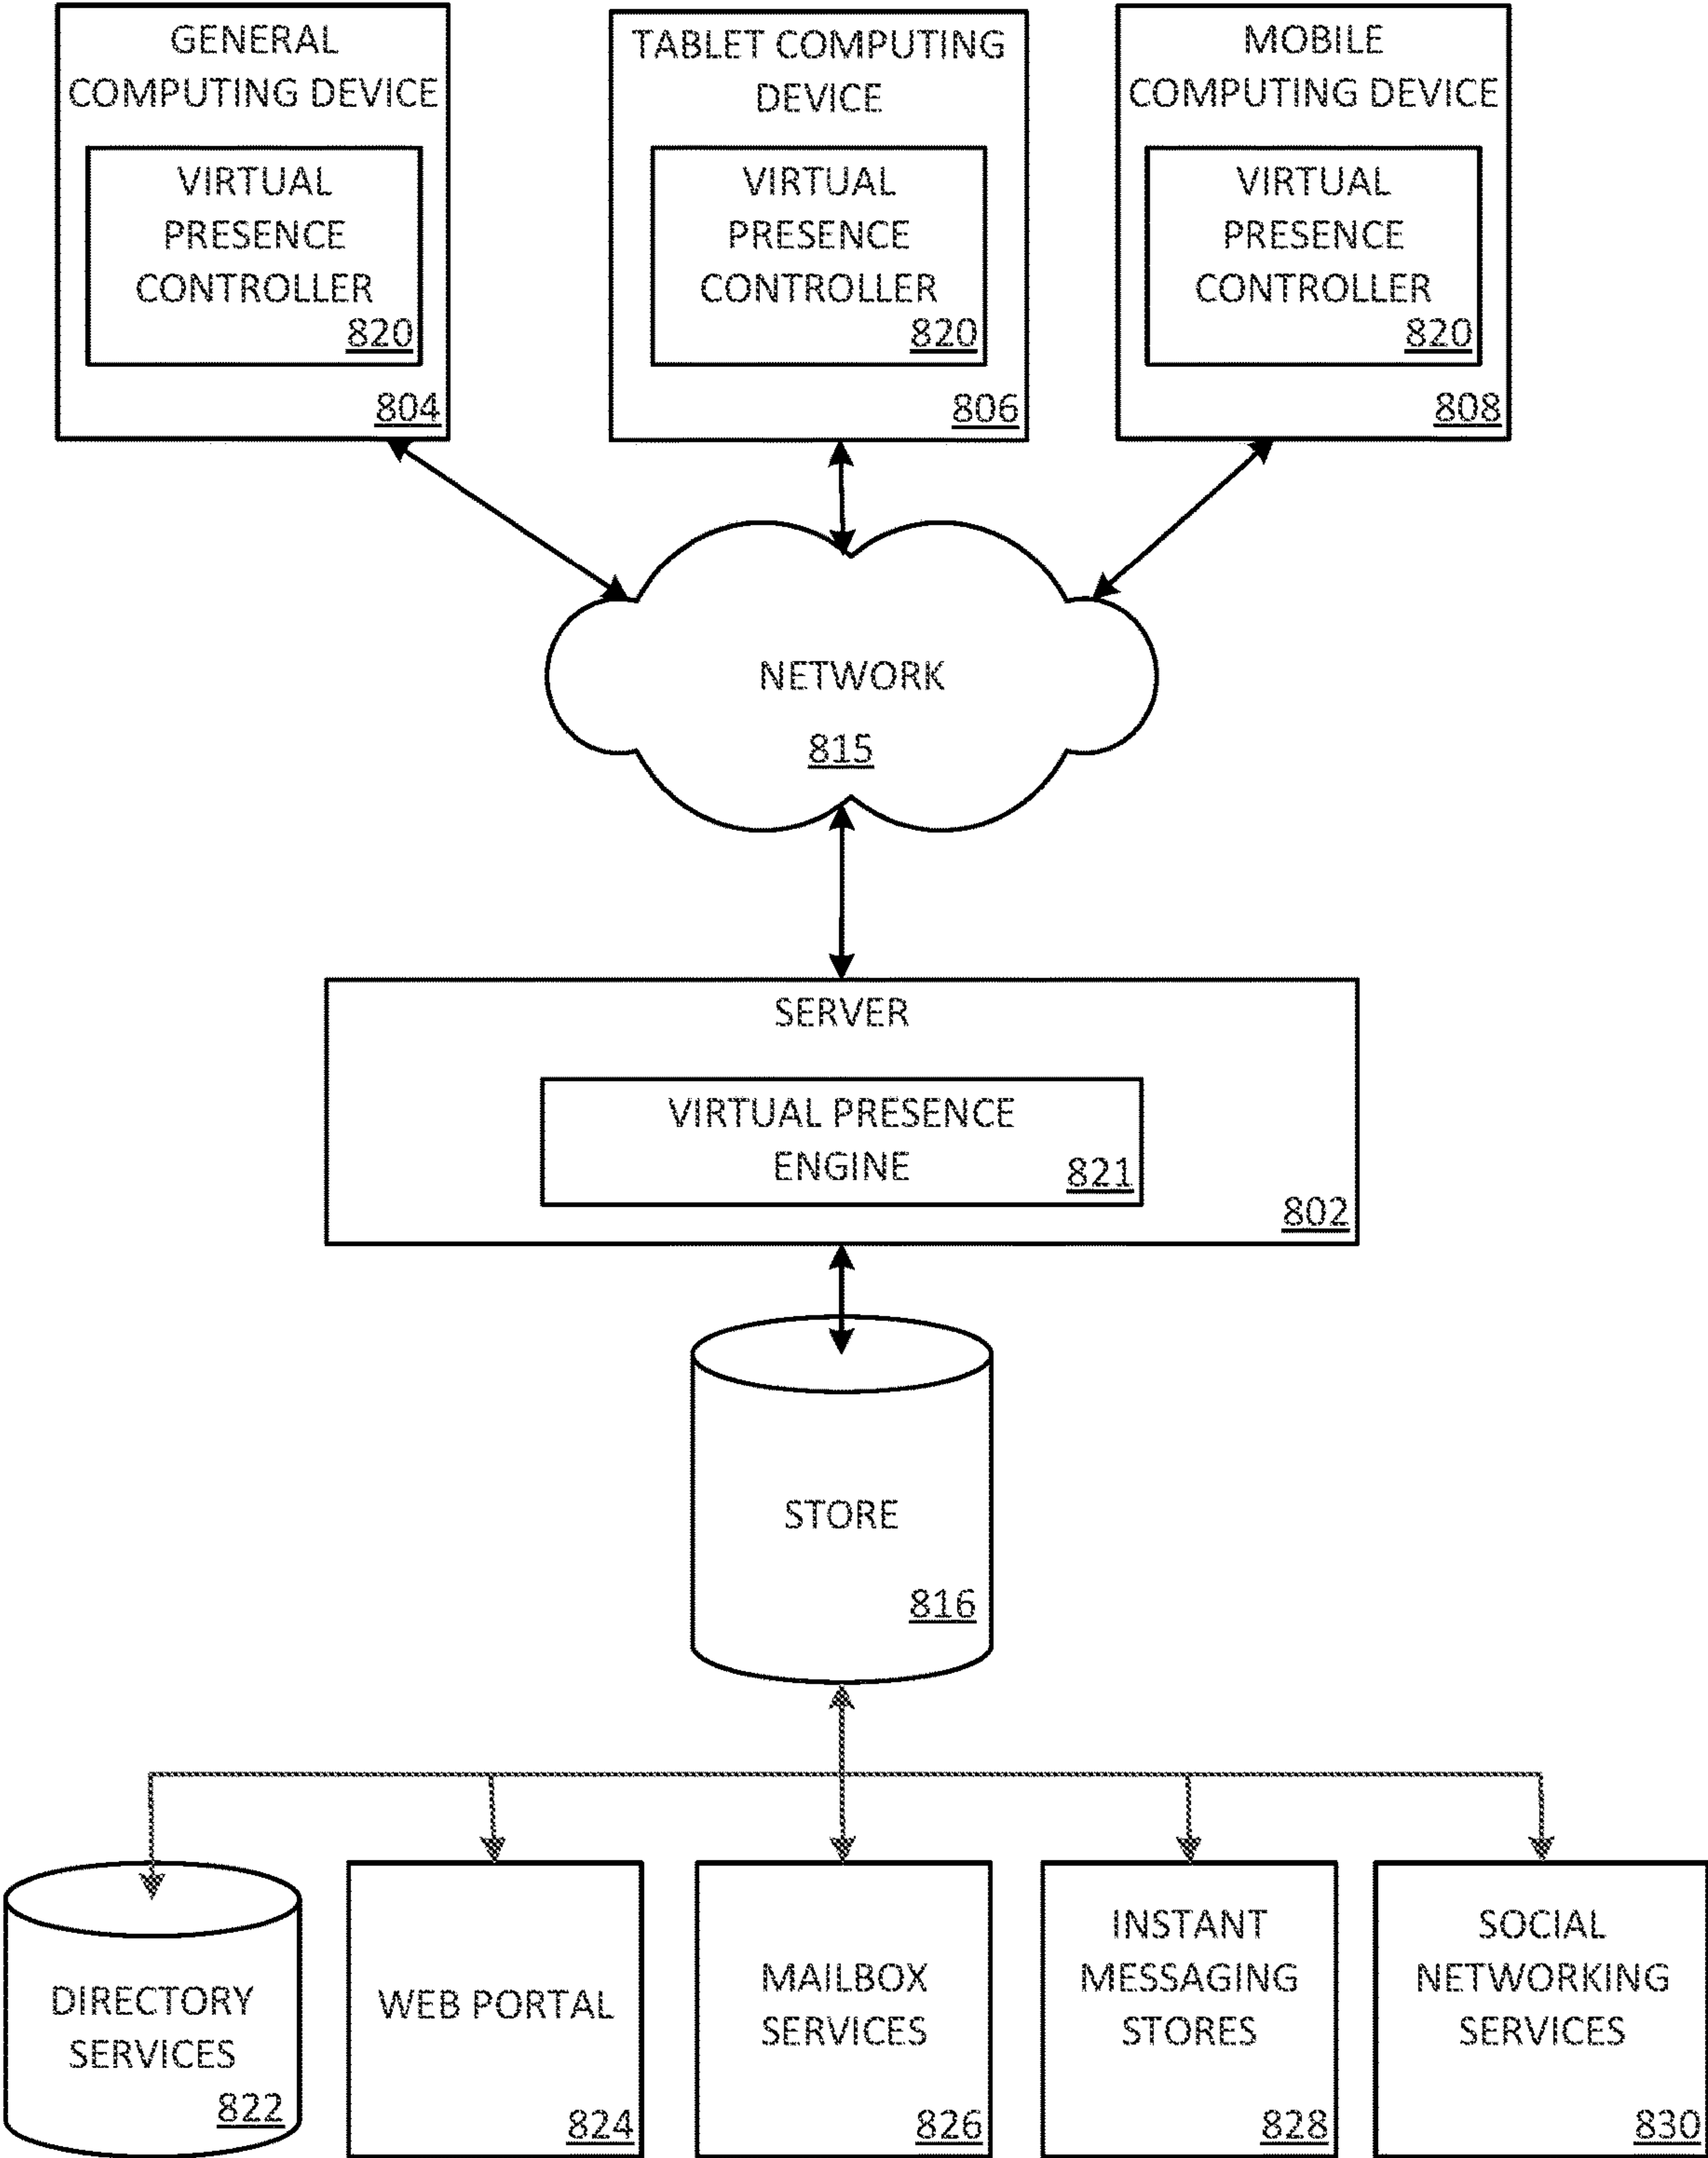 GENERAL
COMPUTING DEVICE
VIRTUAL
PRESENCE
CONTROLLER
820
804
TABLET COMPUTING
DEVICE
VIRTUAL
PRESENCE
CONTROLLER
820
806
MOBILE
COMPUTING DEVICE
VIRTUAL
PRESENCE
CONTROLLER
820
808
NETWORK
815
SERVER
VIRTUAL PRESENCE
ENGINE
821
802
STORE
816
DIRECTORY
SERVICES
822
WEB PORTAL
824
MAILBOX
SERVICES
826
INSTANT
MESSAGING
STORES
828
SOCIAL
NETWORKING
SERVICES
830